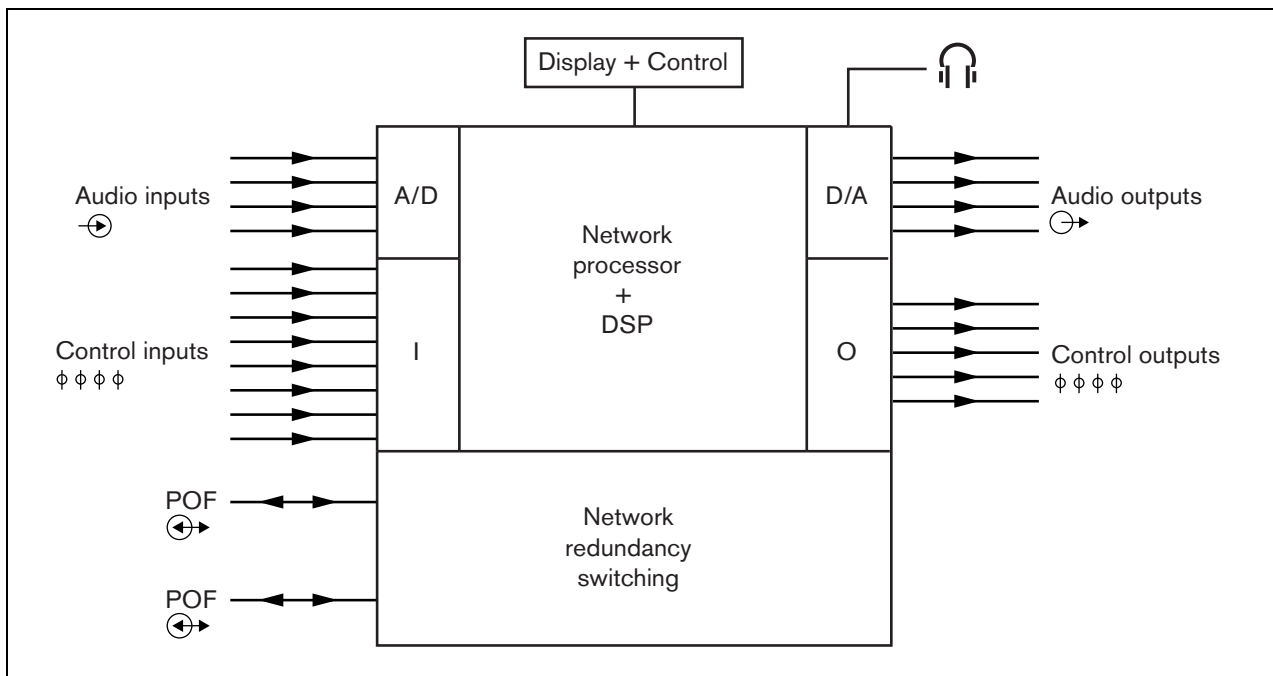 Display + Control
Audio inputs
A/D
D/A
Audio outputs
Network
processor
+
DSP
Control inputs
I
O
Control outputs
POF
POF
Network
redundancy
switching